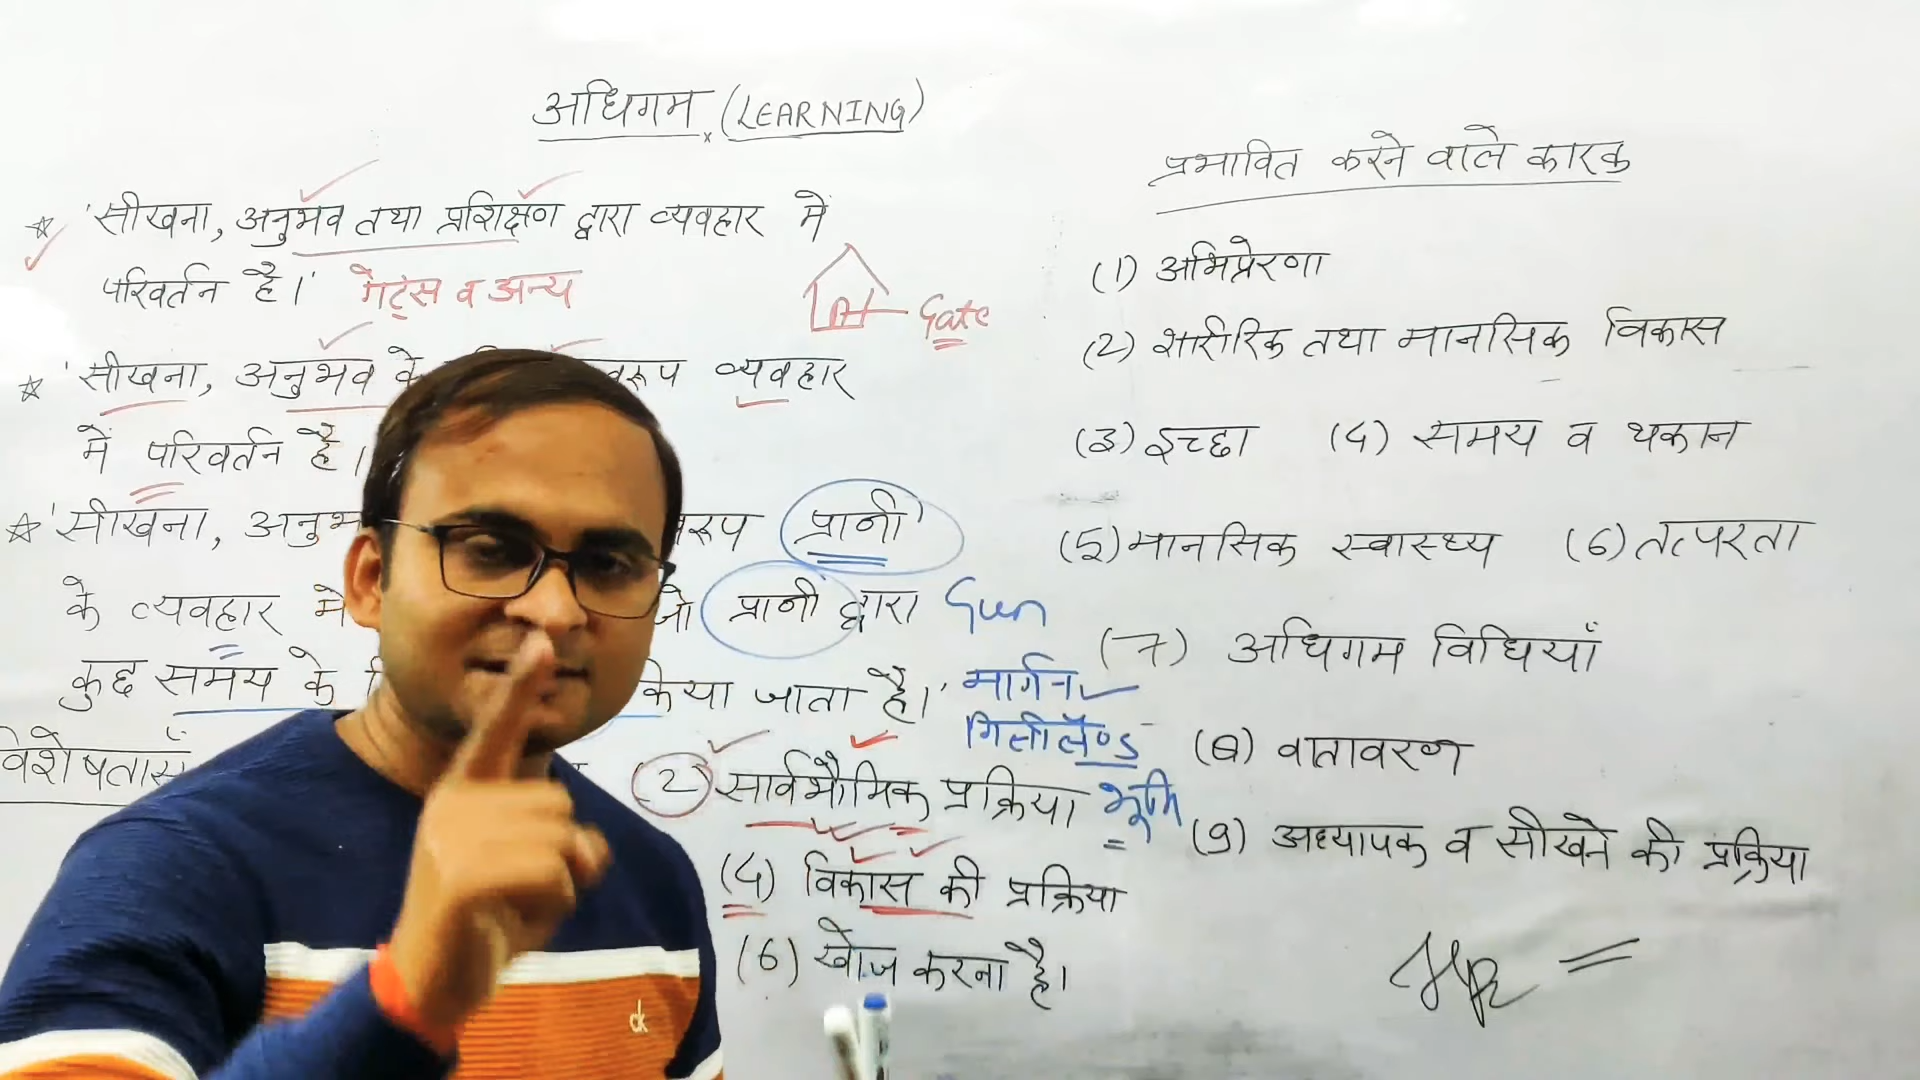 अधिगम (LEARNING)
'सीखना, अनुभव तथा प्रशिक्षण द्वारा व्यवहार में
परिवर्तन है।' गेट्स व अन्य
Gate
'सीखना, अनुभव के रूप व्यवहार
में परिवर्तन है।
'सीखना, रूप प्रानी
के व्यवहार में जो प्रानी द्वारा Gun
कुछ समय के किया जाता है।' मार्गन
गिलीलैण्ड
विशेषताएँ
(2) सार्वभौमिक प्रक्रिया भूमि
(4) विकास की प्रक्रिया
(6) खोज करना है।
प्रभावित करने वाले कारक
(1) अभिप्रेरणा
(2) शारीरिक तथा मानसिक विकास
(3) इच्छा (4) समय व थकान
(5) मानसिक स्वास्थ्य (6) तत्परता
(7) अधिगम विधियाँ
(8) वातावरण
(9) अध्यापक व सीखने की प्रक्रिया
dk